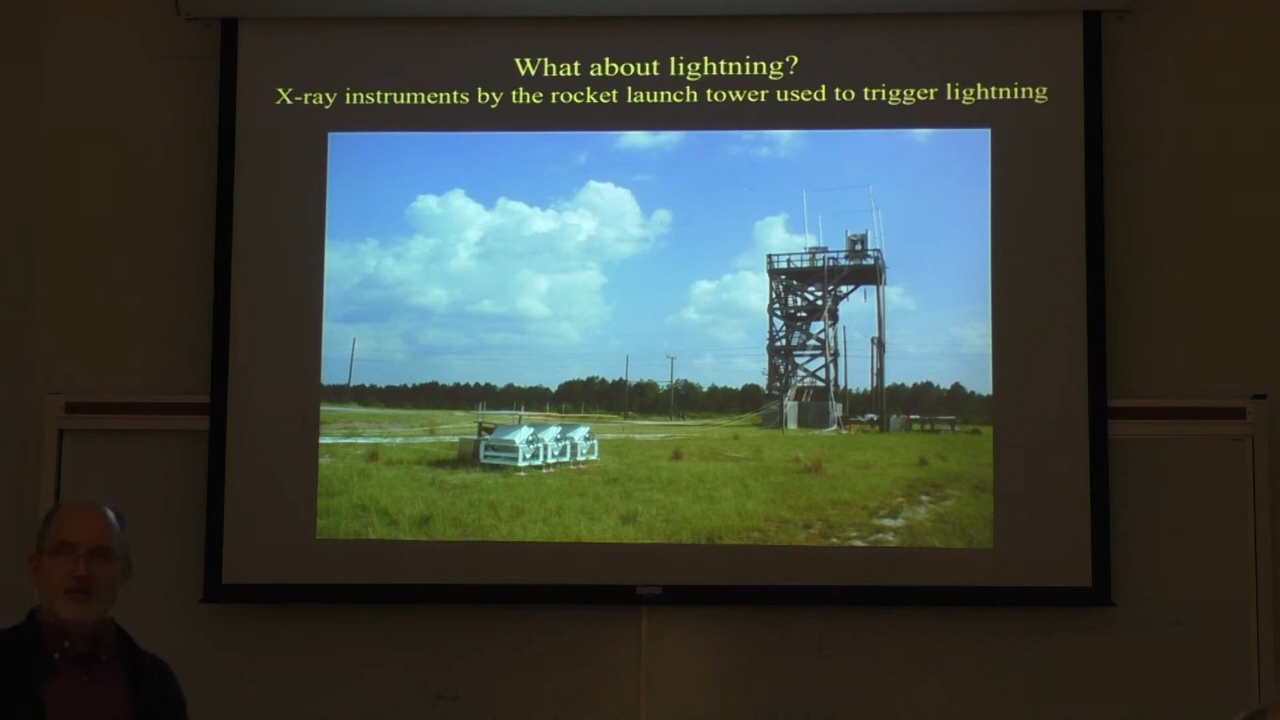 What about lightning?
X-ray instruments by the rocket launch tower used to trigger lightning